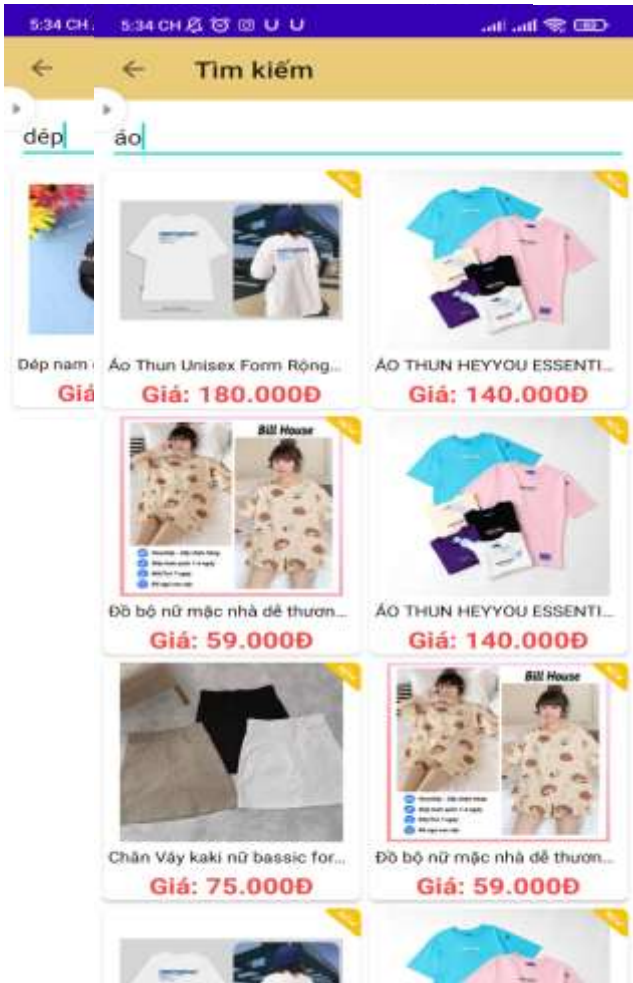 5:34 CH
5:34 CH
Tìm kiếm
dép
áo
Dép nam
Giá
Áo Thun Unisex Form Rộng...
Giá: 180.000Đ
ÁO THUN HEYYOU ESSENTI...
Giá: 140.000Đ
Bill House
Đồ bộ nữ mặc nhà dễ thươn...
Giá: 59.000Đ
ÁO THUN HEYYOU ESSENTI...
Giá: 140.000Đ
Chân Váy kaki nữ bassic for...
Giá: 75.000Đ
Bill House
Đồ bộ nữ mặc nhà dễ thươn...
Giá: 59.000Đ